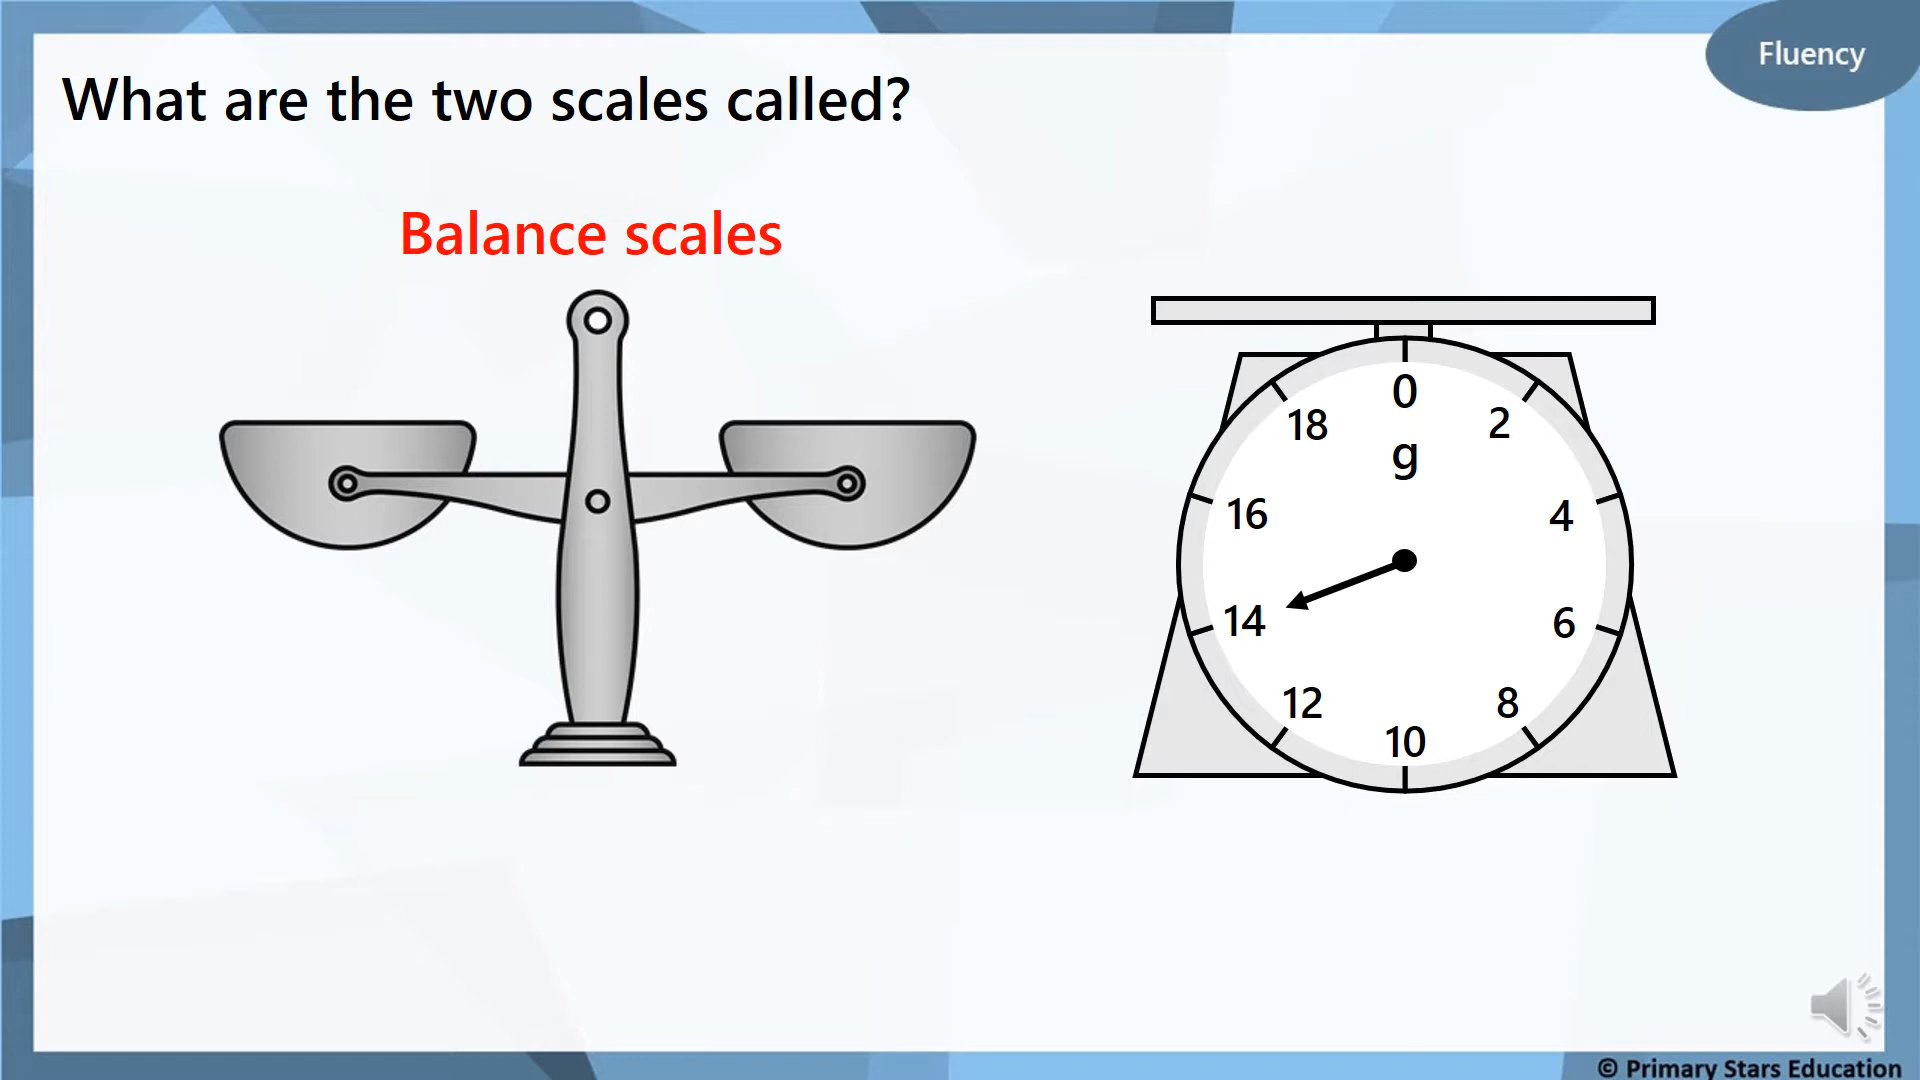 Fluency
What are the two scales called?
Balance scales
0
18 2
g
16 4
14 6
12 8
10
© Primary Stars Education